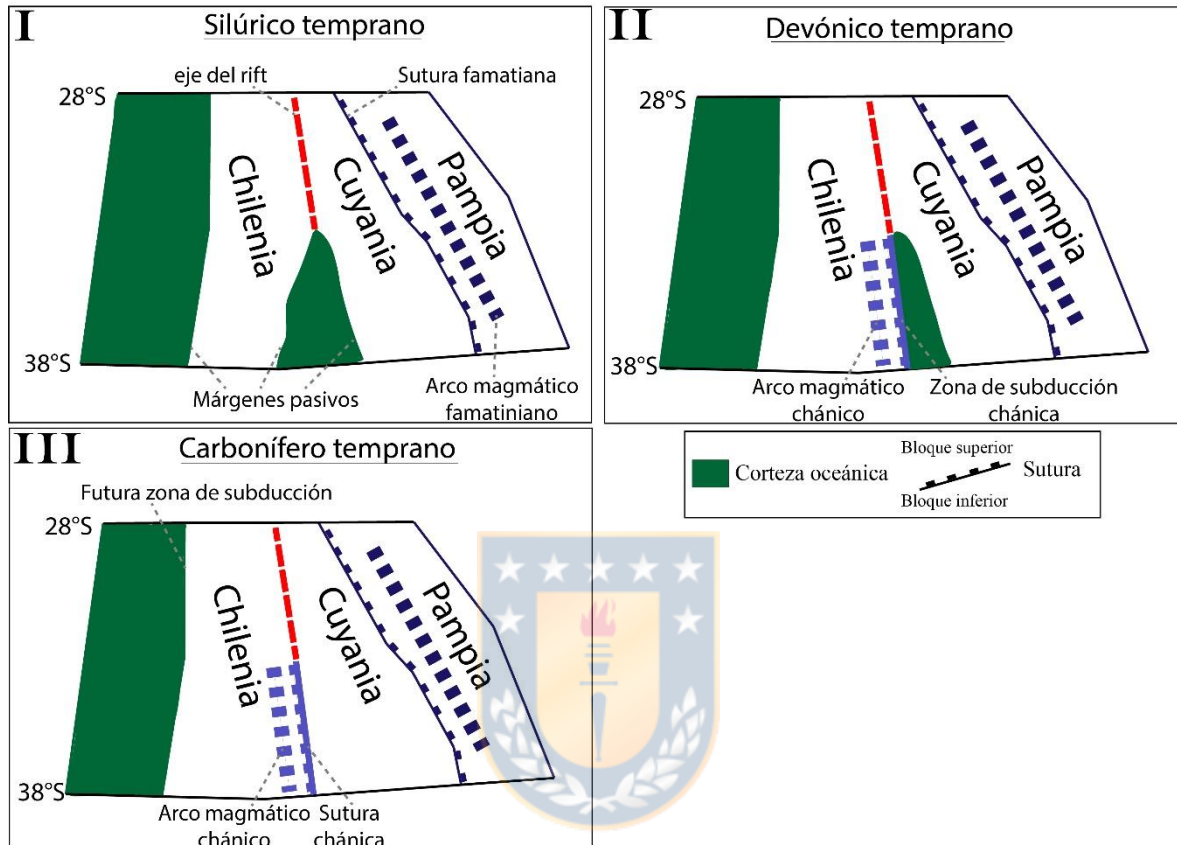 I
Silúrico temprano
eje del rift
Sutura famatiana
28°S
Chilenia
Cuyania
Pampia
38°S
Márgenes pasivos
Arco magmático
famatiniano
II
Devónico temprano
28°S
Chilenia
Cuyania
Pampia
38°S
Arco magmático
chánico
Zona de subducción
chánica
III
Carbonífero temprano
Futura zona de subducción
28°S
Chilenia
Cuyania
Pampia
38°S
Arco magmático
chánico
Sutura
chánica
Corteza oceánica
Bloque superior
Bloque inferior
Sutura